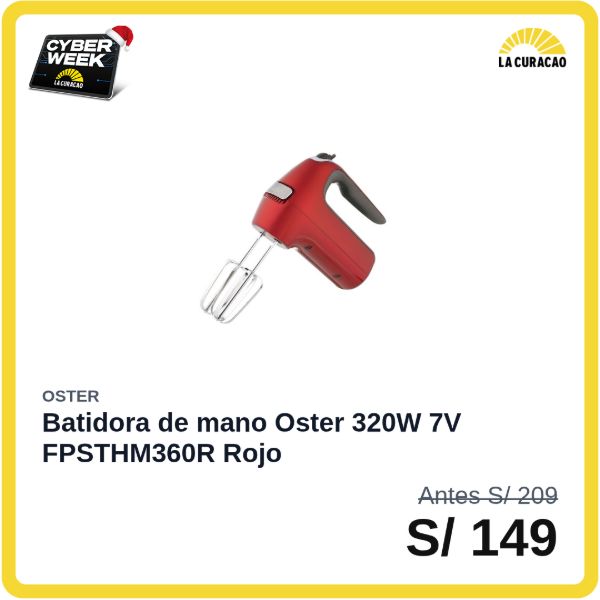 CYBER
WEEK
LA CURACAO
LA CURACAO
OSTER
Batidora de mano Oster 320W 7V
FPSTHM360R Rojo
Antes S/ 209
S/ 149